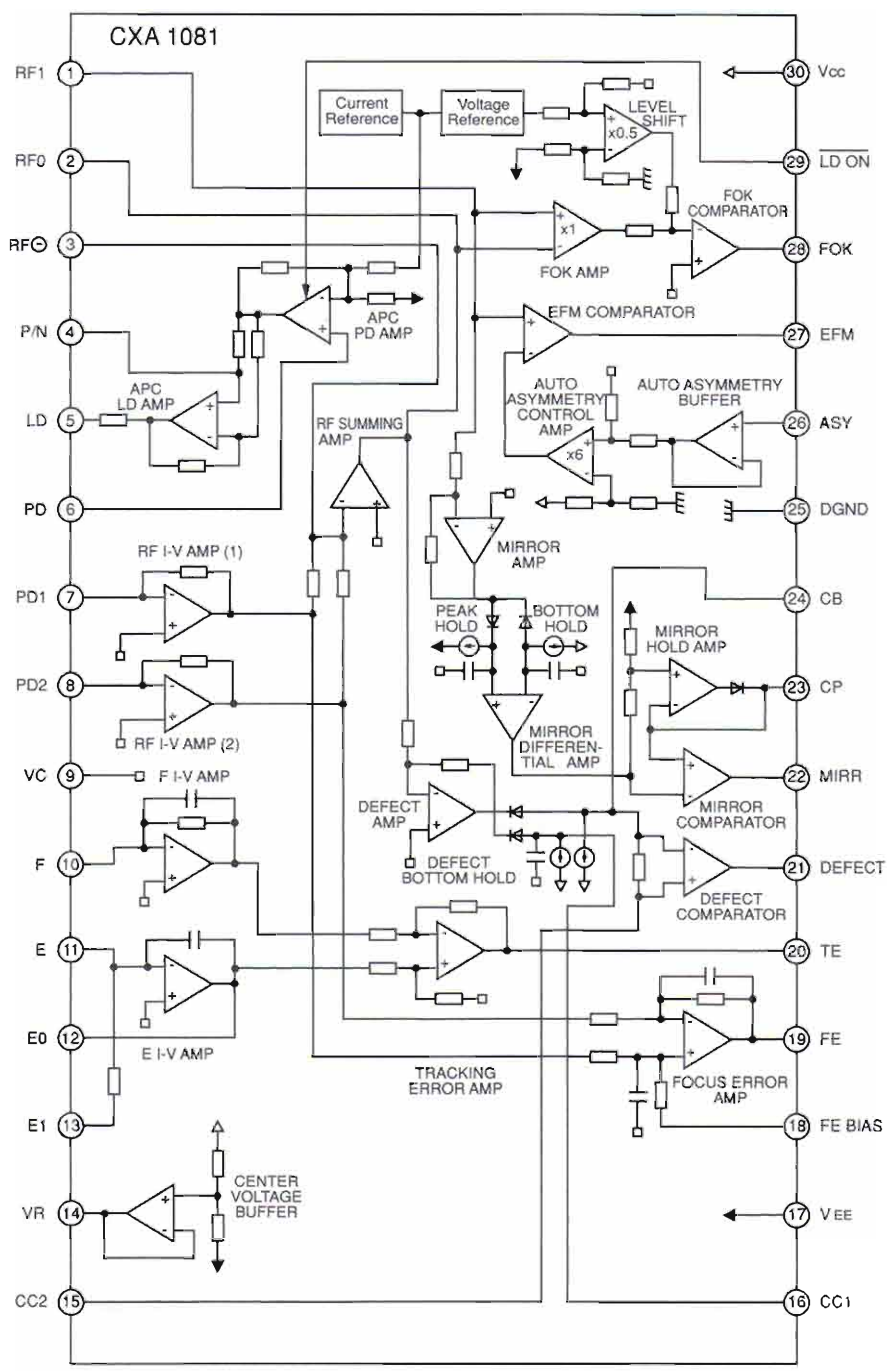 CXA 1081
RF1
1
30
Vcc
Current
Reference
Voltage
Reference
LEVEL
SHIFT
x0.5
RF0
2
29
LD ON
FOK
COMPARATOR
RF⊖
3
x1
FOK AMP
28
FOK
P/N
4
APC
PD AMP
EFM COMPARATOR
27
EFM
APC
LD AMP
LD
5
RF SUMMING
AMP
AUTO
ASYMMETRY
CONTROL
AMP
x6
AUTO ASYMMETRY
BUFFER
26
ASY
PD
6
25
DGND
RF I-V AMP (1)
MIRROR
AMP
PD1
7
PEAK
HOLD
BOTTOM
HOLD
24
CB
MIRROR
HOLD AMP
PD2
8
23
CP
RF I-V AMP (2)
MIRROR
DIFFEREN-
TIAL AMP
VC
9
F I-V AMP
22
MIRR
MIRROR
COMPARATOR
DEFECT
AMP
DEFECT
BOTTOM HOLD
F
10
21
DEFECT
DEFECT
COMPARATOR
E
11
20
TE
E0
12
E I-V AMP
19
FE
TRACKING
ERROR AMP
FOCUS ERROR
AMP
E1
13
18
FE BIAS
CENTER
VOLTAGE
BUFFER
VR
14
17
VEE
CC2
15
16
CC1